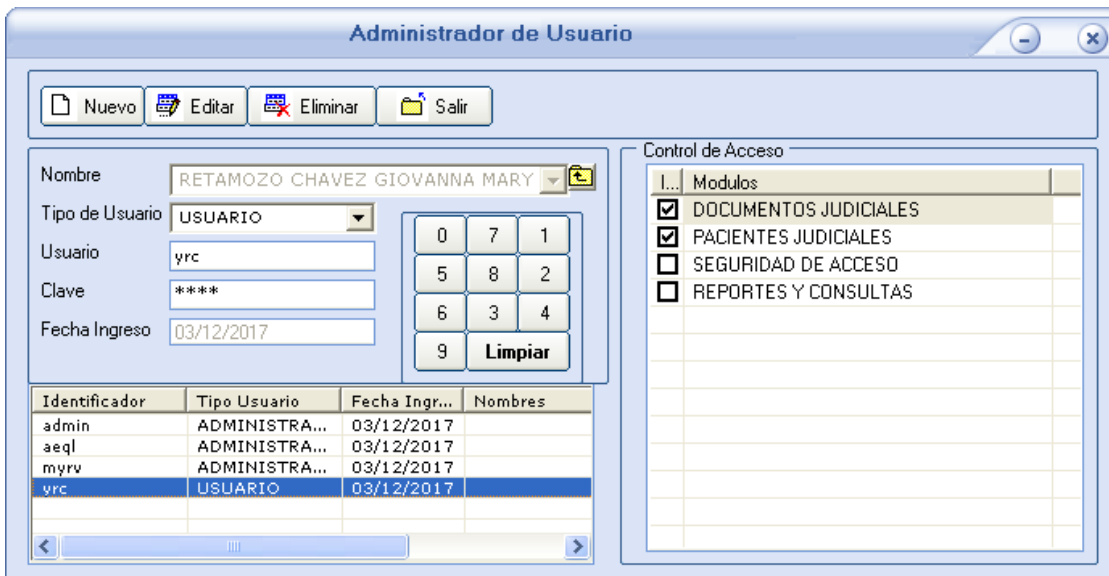 Administrador de Usuario
Nuevo Editar Eliminar Salir
Nombre RETAMOZO CHAVEZ GIOVANNA MARY
Tipo de Usuario USUARIO
Usuario yrc
Clave ****
Fecha Ingreso 03/12/2017
0 7 1
5 8 2
6 3 4
9 Limpiar
Identificador Tipo Usuario Fecha Ingr... Nombres
admin ADMINISTRA... 03/12/2017
aeql ADMINISTRA... 03/12/2017
myrv ADMINISTRA... 03/12/2017
yrc USUARIO 03/12/2017
Control de Acceso
I... Modulos
DOCUMENTOS JUDICIALES
PACIENTES JUDICIALES
SEGURIDAD DE ACCESO
REPORTES Y CONSULTAS